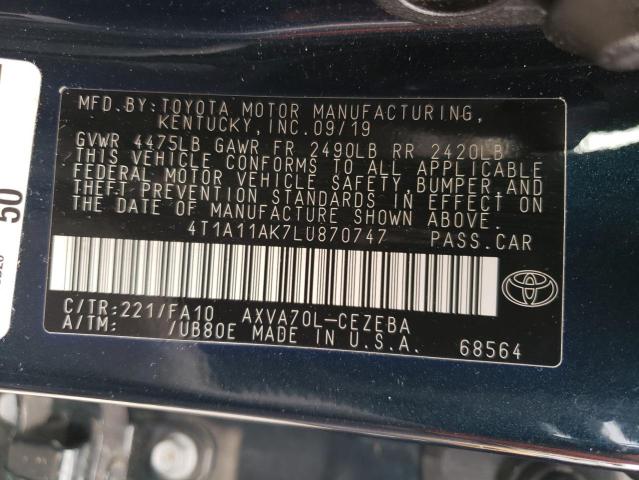 MFD.BY:TOYOTA MOTOR MANUFACTURING,
KENTUCKY,INC.09/19
GVWR 4475LB GAWR FR 2490LB RR 2420LB
THIS VEHICLE CONFORMS TO ALL APPLICABLE
FEDERAL MOTOR VEHICLE SAFETY,BUMPER,AND
THEFT PREVENTION STANDARDS IN EFFECT ON
THE DATE OF MANUFACTURE SHOWN ABOVE.
4T1A11AK7LU870747 PASS.CAR
C/TR:221/FA10 AXVA70L-CEZEBA
A/TM: /UB80E MADE IN U.S.A.
68564
50